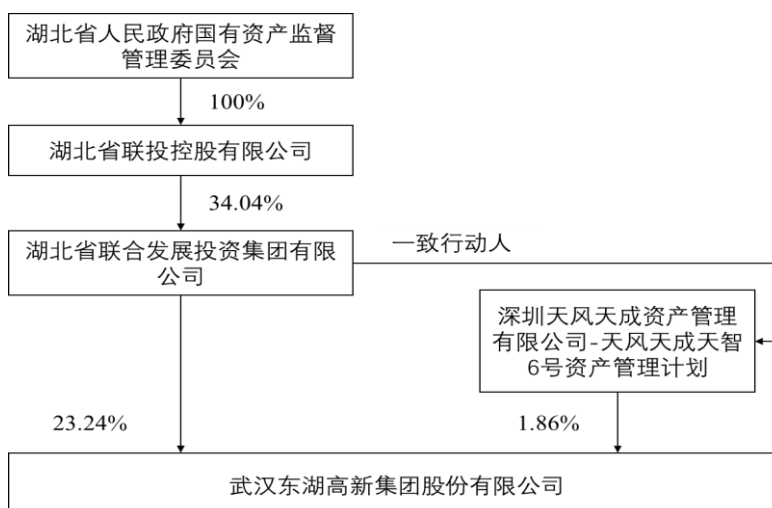 湖北省人民政府国有资产监督
管理委员会
100%
湖北省联投控股有限公司
34.04%
湖北省联合发展投资集团有限
公司
一致行动人
深圳天风天成资产管理
有限公司-天风天成天智
6号资产管理计划
23.24%
1.86%
武汉东湖高新集团股份有限公司